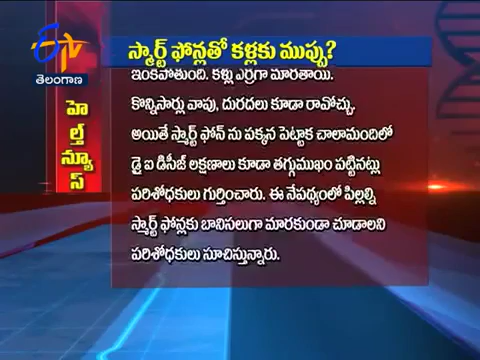 ETV
తెలంగాణ
హెల్త్ న్యూస్
స్మార్ట్ ఫోన్లతో కళ్లకు ముప్పు?
ఇంకిపోతుంది. కళ్లు ఎర్రగా మారతాయి.
కొన్నిసార్లు వాపు, దురదలు కూడా రావోచ్చు.
అయితే స్మార్ట్ ఫోన్ ను పక్కన పెట్టాక చాలామందిలో
డ్రై ఐ డిసీజ్ లక్షణాలు కూడా తగ్గుముఖం పట్టినట్లు
పరిశోధకులు గుర్తించారు. ఈ నేపథ్యంలో పిల్లల్ని
స్మార్ట్ ఫోన్లకు బానిసలుగా మారకుండా చూడాలని
పరిశోధకులు సూచిస్తున్నారు.